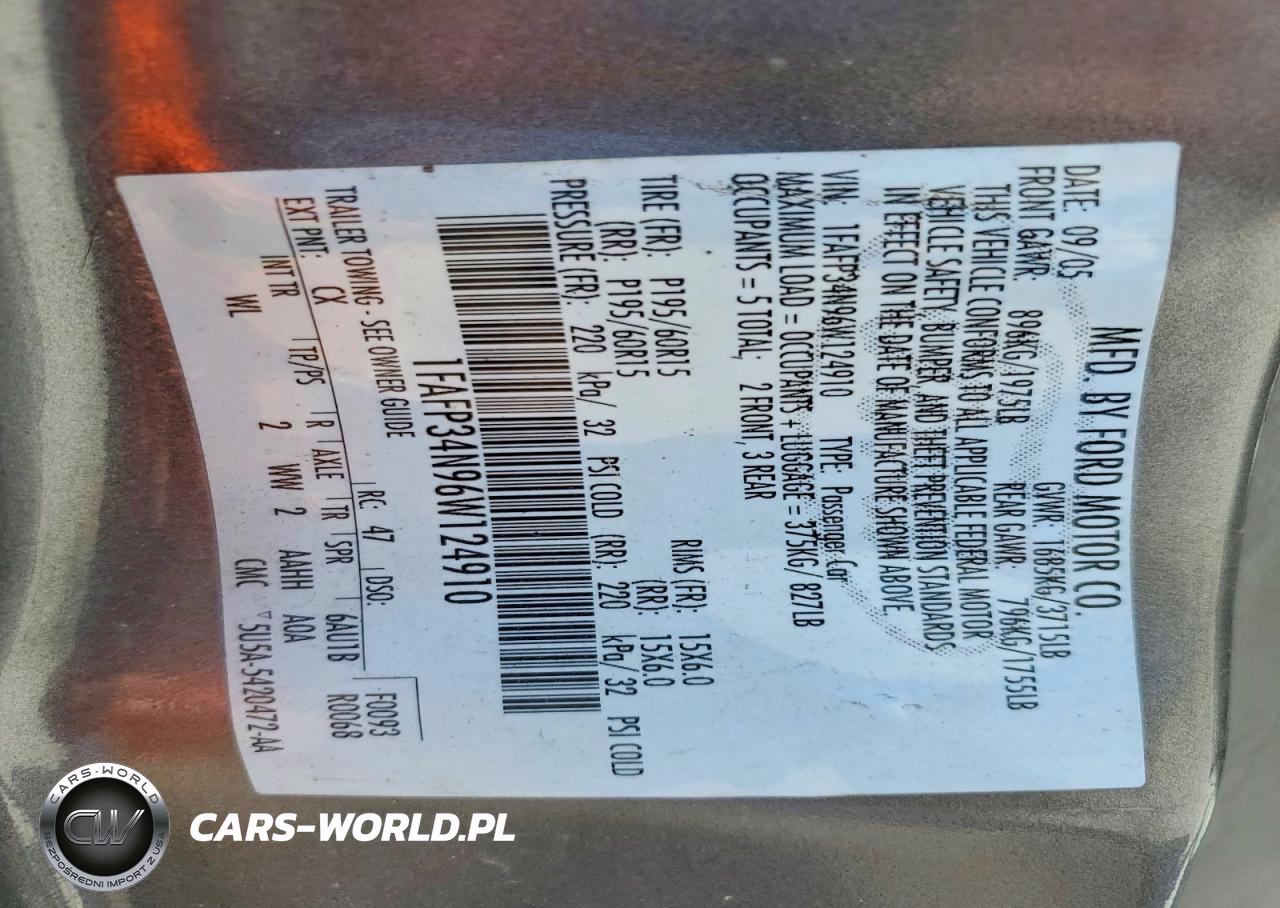 MFD. BY FORD MOTOR CO.
DATE: 09/05 GVWR: 1685KG/3715LB
FRONT GAWR: 896KG/1975LB REAR GAWR: 796KG/1755LB
THIS VEHICLE CONFORMS TO ALL APPLICABLE FEDERAL MOTOR
VEHICLE SAFETY, BUMPER, AND THEFT PREVENTION STANDARDS
IN EFFECT ON THE DATE OF MANUFACTURE SHOWN ABOVE.
VIN: 1FAFP34N96W124910 TYPE: Passenger Car
MAXIMUM LOAD = OCCUPANTS + LUGGAGE = 375KG/ 827LB
OCCUPANTS = 5 TOTAL, 2 FRONT, 3 REAR
TIRE (FR): P195/60R15 RIMS (FR): 15X6.0
(RR): P195/60R15 (RR): 15X6.0
PRESSURE (FR): 220 kPa/ 32 PSI COLD (RR): 220 kPa/ 32 PSI COLD
1FAFP34N96W124910
TRAILER TOWING - SEE OWNER GUIDE
EXT PNT: CX RC: 47 DSO: F0093
INT TR TP/PS R AXLE TR SPR 6AU1B R0068
WL 2 WW 2 AAHH AQA
CMC ▽ 5U5A-5420472-AA
CARS-WORLD
CW
BEZPOŚREDNI IMPORT Z USA
CARS-WORLD.PL